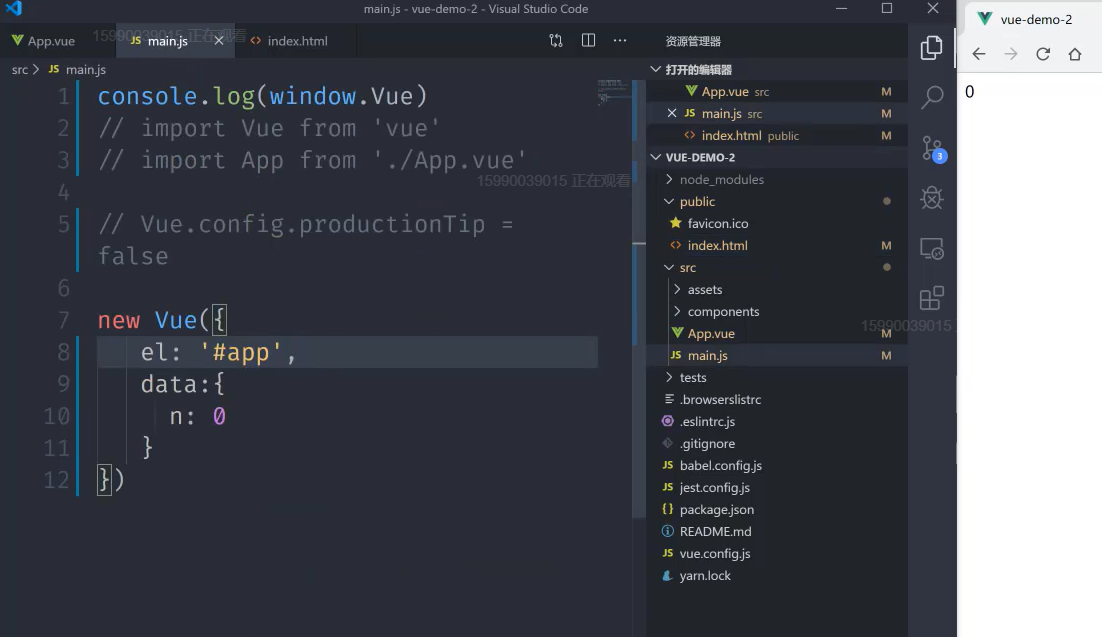 main.js - vue-demo-2 - Visual Studio Code
App.vue
JS main.js
<> index.html
15990039015 正在观看
src > JS main.js
1 console.log(window.Vue)
2 // import Vue from 'vue'
3 // import App from './App.vue'
15990039015 正在观看
4
5 // Vue.config.productionTip =
false
6
7 new Vue({
8 el: '#app',
9 data:{
10 n: 0
11 }
12 })
资源管理器
打开的编辑器
App.vue src M
JS main.js src M
<> index.html public M
VUE-DEMO-2
node_modules
public
favicon.ico
<> index.html M
src
assets
components
App.vue M
JS main.js M
tests
.browserslistrc
.eslintrc.js
.gitignore
JS babel.config.js
JS jest.config.js
{} package.json
README.md
JS vue.config.js
yarn.lock
3
15990039015
vue-demo-2
0